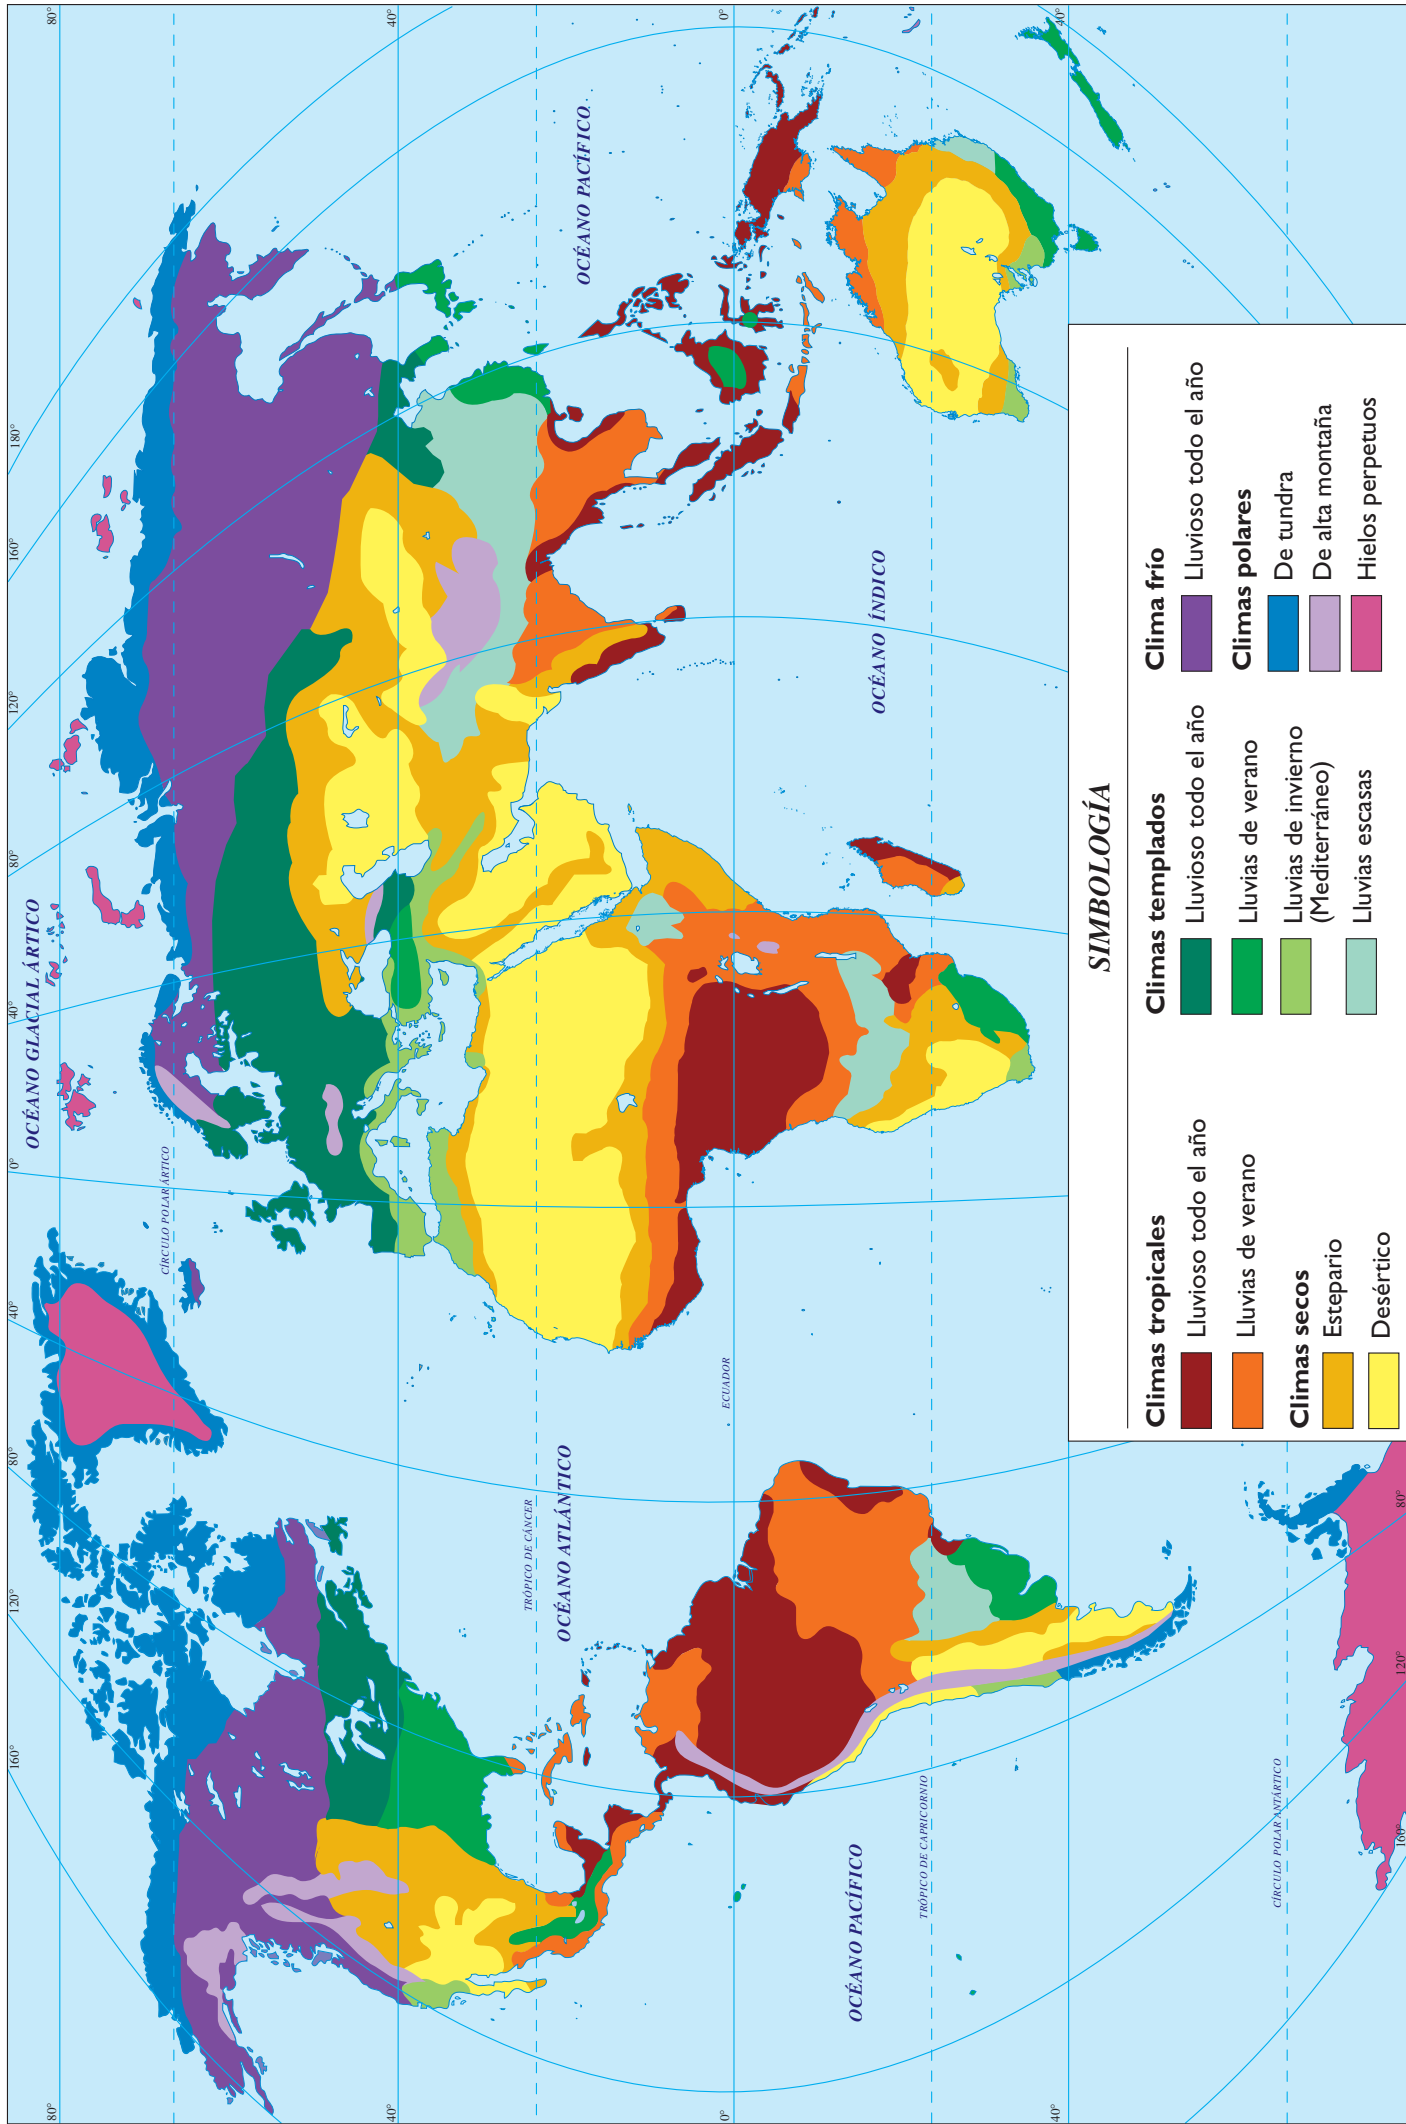 80°
120°
160°
180°
160°
120°
80°
40°
0°
40°
80°
120°
160°
80°
80°
OCÉANO GLACIAL ÁRTICO
CÍRCULO POLAR ÁRTICO
40°
40°
TRÓPICO DE CÁNCER
OCÉANO ATLÁNTICO
OCÉANO PACÍFICO
0°
ECUADOR
0°
OCÉANO PACÍFICO
OCÉANO ÍNDICO
TRÓPICO DE CAPRICORNIO
40°
40°
CÍRCULO POLAR ANTÁRTICO
160°
120°
80°
SIMBOLOGÍA
Climas tropicales
Lluvioso todo el año
Lluvias de verano
Climas secos
Estepario
Desértico
Climas templados
Lluvioso todo el año
Lluvias de verano
Lluvias de invierno
(Mediterráneo)
Lluvias escasas
Clima frío
Lluvioso todo el año
Climas polares
De tundra
De alta montaña
Hielos perpetuos